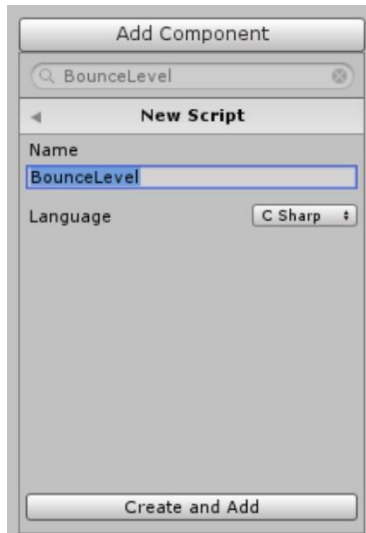 Add Component
BounceLevel
New Script
Name
BounceLevel
Language C Sharp
Create and Add